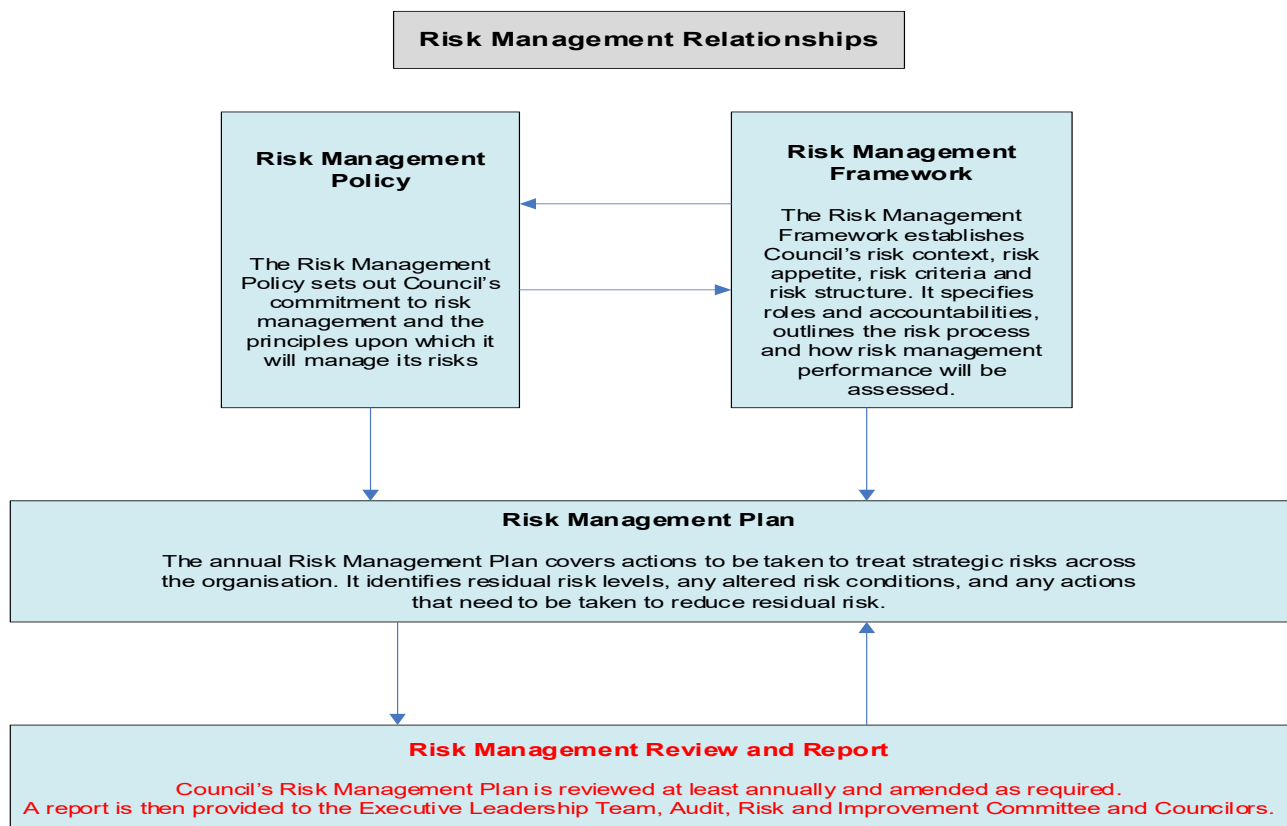 Risk Management Relationships
Risk Management
Policy
The Risk Management
Policy sets out Council's
commitment to risk
management and the
principles upon which it
will manage its risks
Risk Management
Framework
The Risk Management
Framework establishes
Council's risk context, risk
appetite, risk criteria and
risk structure. It specifies
roles and accountabilities,
outlines the risk process
and how risk management
performance will be
assessed.
Risk Management Plan
The annual Risk Management Plan covers actions to be taken to treat strategic risks across
the organisation. It identifies residual risk levels, any altered risk conditions, and any actions
that need to be taken to reduce residual risk.
Risk Management Review and Report
Council's Risk Management Plan is reviewed at least annually and amended as required.
A report is then provided to the Executive Leadership Team, Audit, Risk and Improvement Committee and Councilors.